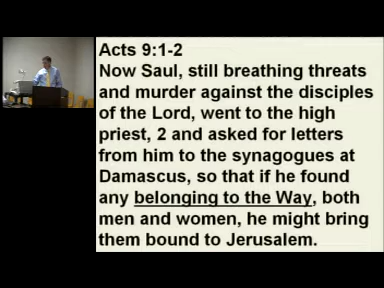 Acts 9:1-2
Now Saul, still breathing threats
and murder against the disciples
of the Lord, went to the high
priest, 2 and asked for letters
from him to the synagogues at
Damascus, so that if he found
any belonging to the Way, both
men and women, he might bring
them bound to Jerusalem.